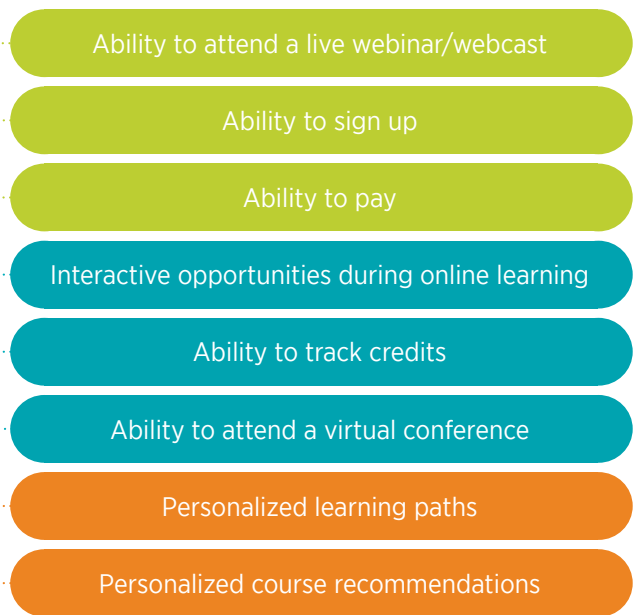 Ability to attend a live webinar/webcast
Ability to sign up
Ability to pay
Interactive opportunities during online learning
Ability to track credits
Ability to attend a virtual conference
Personalized learning paths
Personalized course recommendations